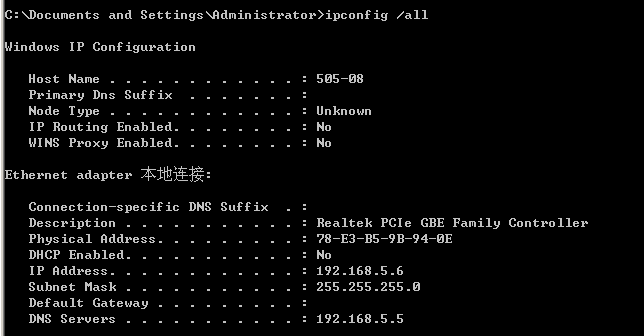 C:\Documents and Settings\Administrator>ipconfig /all
Windows IP Configuration
Host Name . . . . . . . . . . . . : 505-08
Primary Dns Suffix  . . . . . . . :
Node Type . . . . . . . . . . . . : Unknown
IP Routing Enabled. . . . . . . . : No
WINS Proxy Enabled. . . . . . . . : No
Ethernet adapter 本地连接:
Connection-specific DNS Suffix  . :
Description . . . . . . . . . . . : Realtek PCIe GBE Family Controller
Physical Address. . . . . . . . . : 78-E3-B5-9B-94-0E
DHCP Enabled. . . . . . . . . . . : No
IP Address. . . . . . . . . . . . : 192.168.5.6
Subnet Mask . . . . . . . . . . . : 255.255.255.0
Default Gateway . . . . . . . . . :
DNS Servers . . . . . . . . . . . : 192.168.5.5